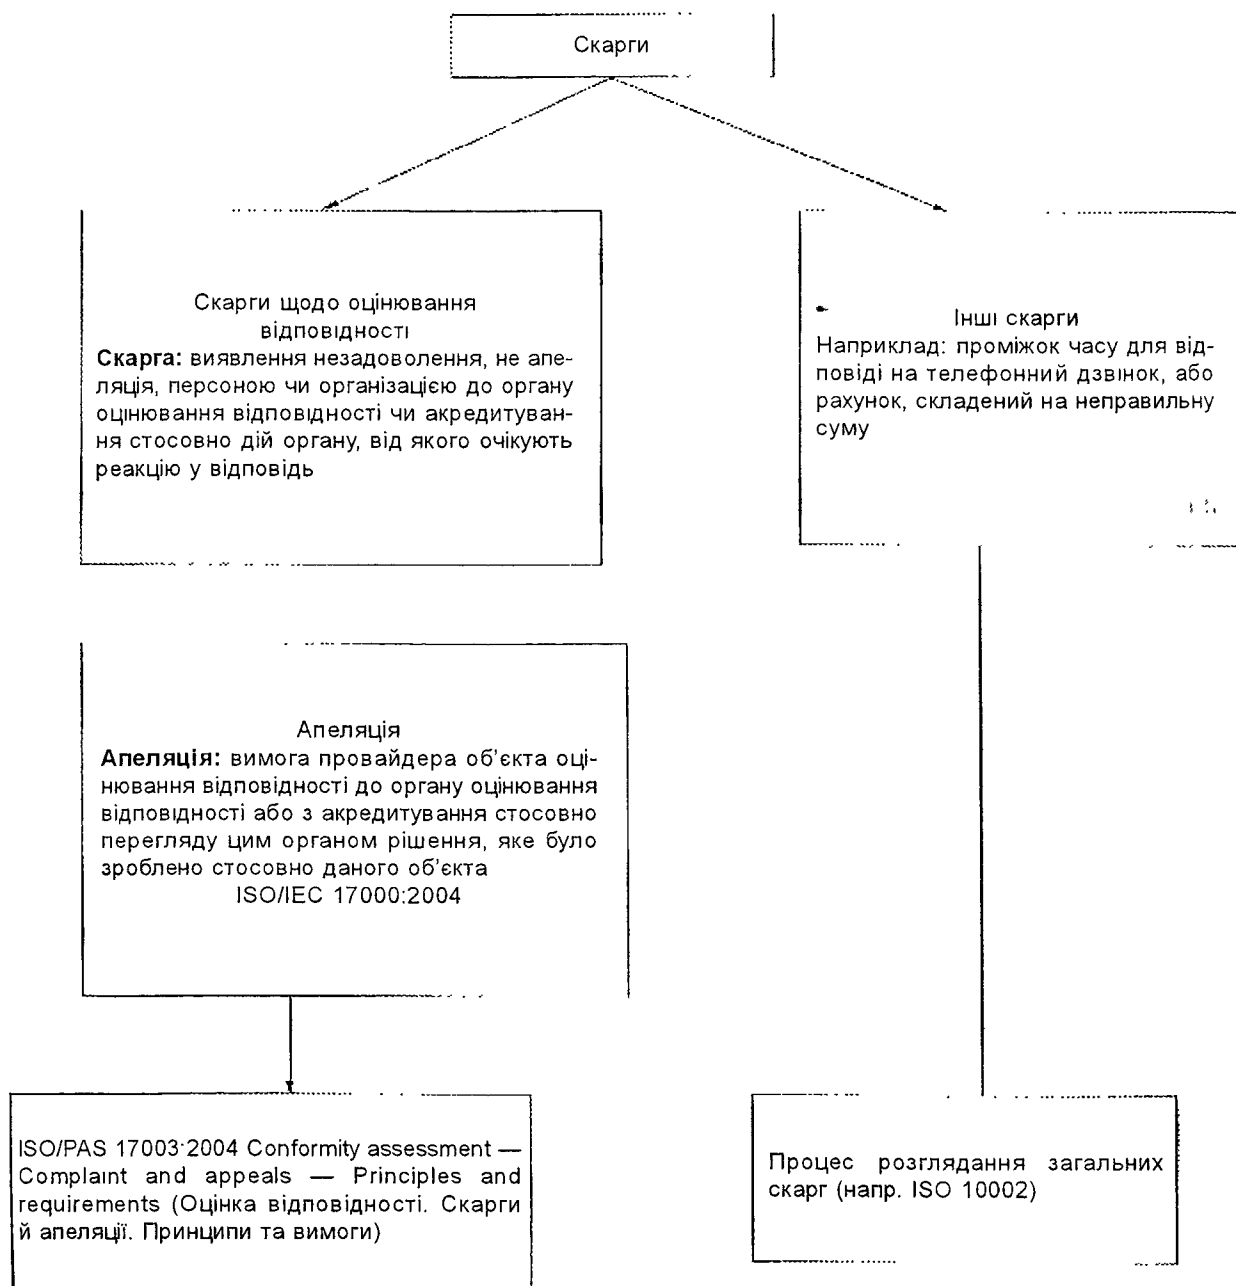 Скарги
Скарги щодо оцінювання
відповідності
Скарга: виявлення незадоволення, не апе-
ляція, персоною чи організацією до органу
оцінювання відповідності чи акредитуван-
ня стосовно дій органу, від якого очікують
реакцію у відповідь
Інші скарги
Наприклад: проміжок часу для від-
повіді на телефонний дзвінок, або
рахунок, складений на неправильну
суму
Апеляція
Апеляція: вимога провайдера об’єкта оці-
нювання відповідності до органу оцінювання
відповідності або з акредитування стосовно
перегляду цим органом рішення, яке було
зроблено стосовно даного об’єкта
ISO/IEC 17000:2004
ISO/PAS 17003:2004 Conformity assessment —
Complaint and appeals — Principles and
requirements (Оцінка відповідності. Скарги
й апеляції. Принципи та вимоги)
Процес розглядання загальних
скарг (напр. ISO 10002)